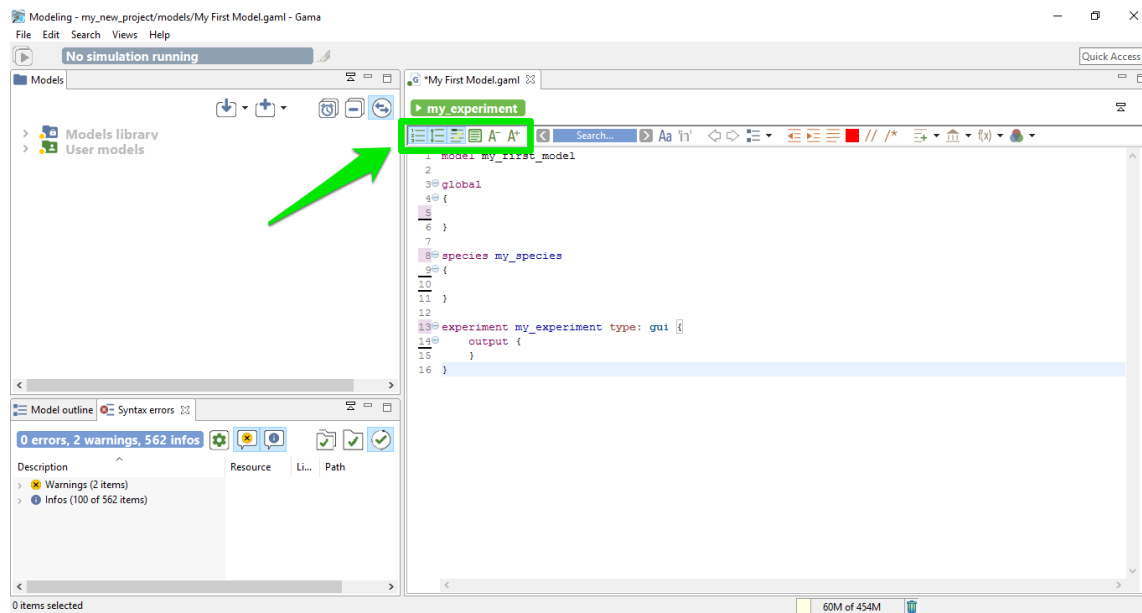 Modeling - my_new_project/models/My First Model.gaml - Gama
File Edit Search Views Help
No simulation running
Quick Access
Models
*My First Model.gaml
my_experiment
Models library
User models
Search...
Aa
A- A+
// /*
f(x)
1 model my_first_model
2
3 global
4 {
5
6 }
7
8 species my_species
9 {
10
11 }
12
13 experiment my_experiment type: gui {
14 output {
15 }
16 }
Model outline
Syntax errors
0 errors, 2 warnings, 562 infos
Description Resource Li... Path
Warnings (2 items)
Infos (100 of 562 items)
0 items selected
60M of 454M